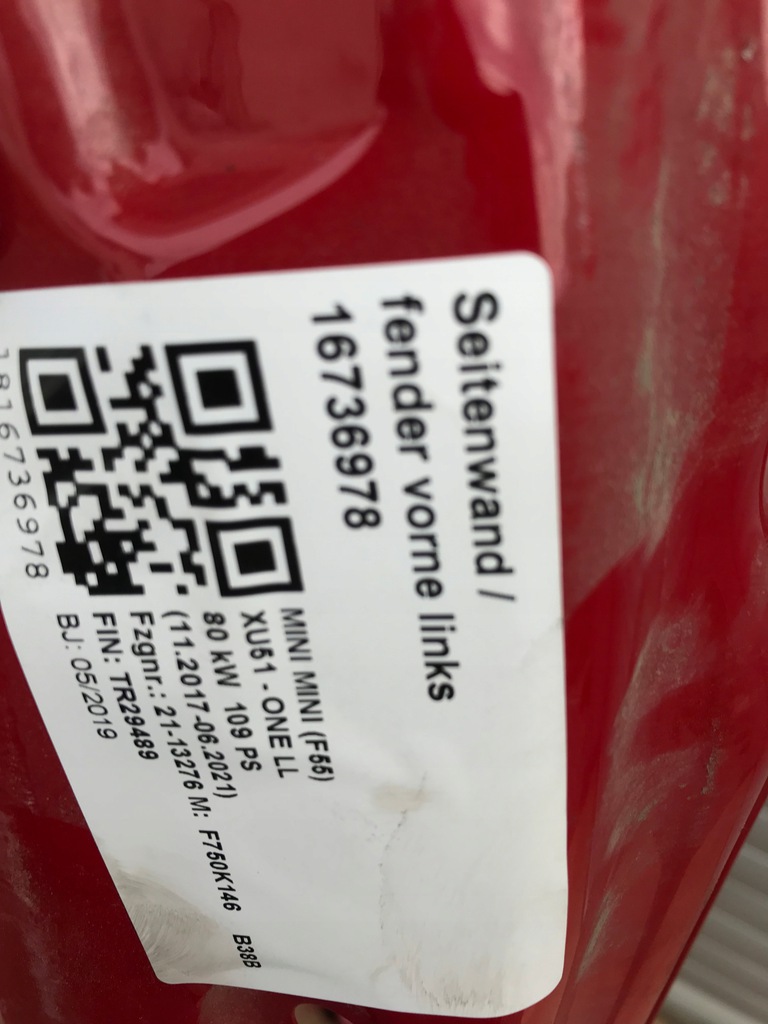 Seitenwand /
fender vorne links
16736978
MINI MINI (F55)
XU51 - ONE LL
80 kW 109 PS
(11.2017-06.2021)
Fzgnr.: 21-13276 M: F750K146 B38B
FIN: TR29489
BJ: 05/2019
16736978